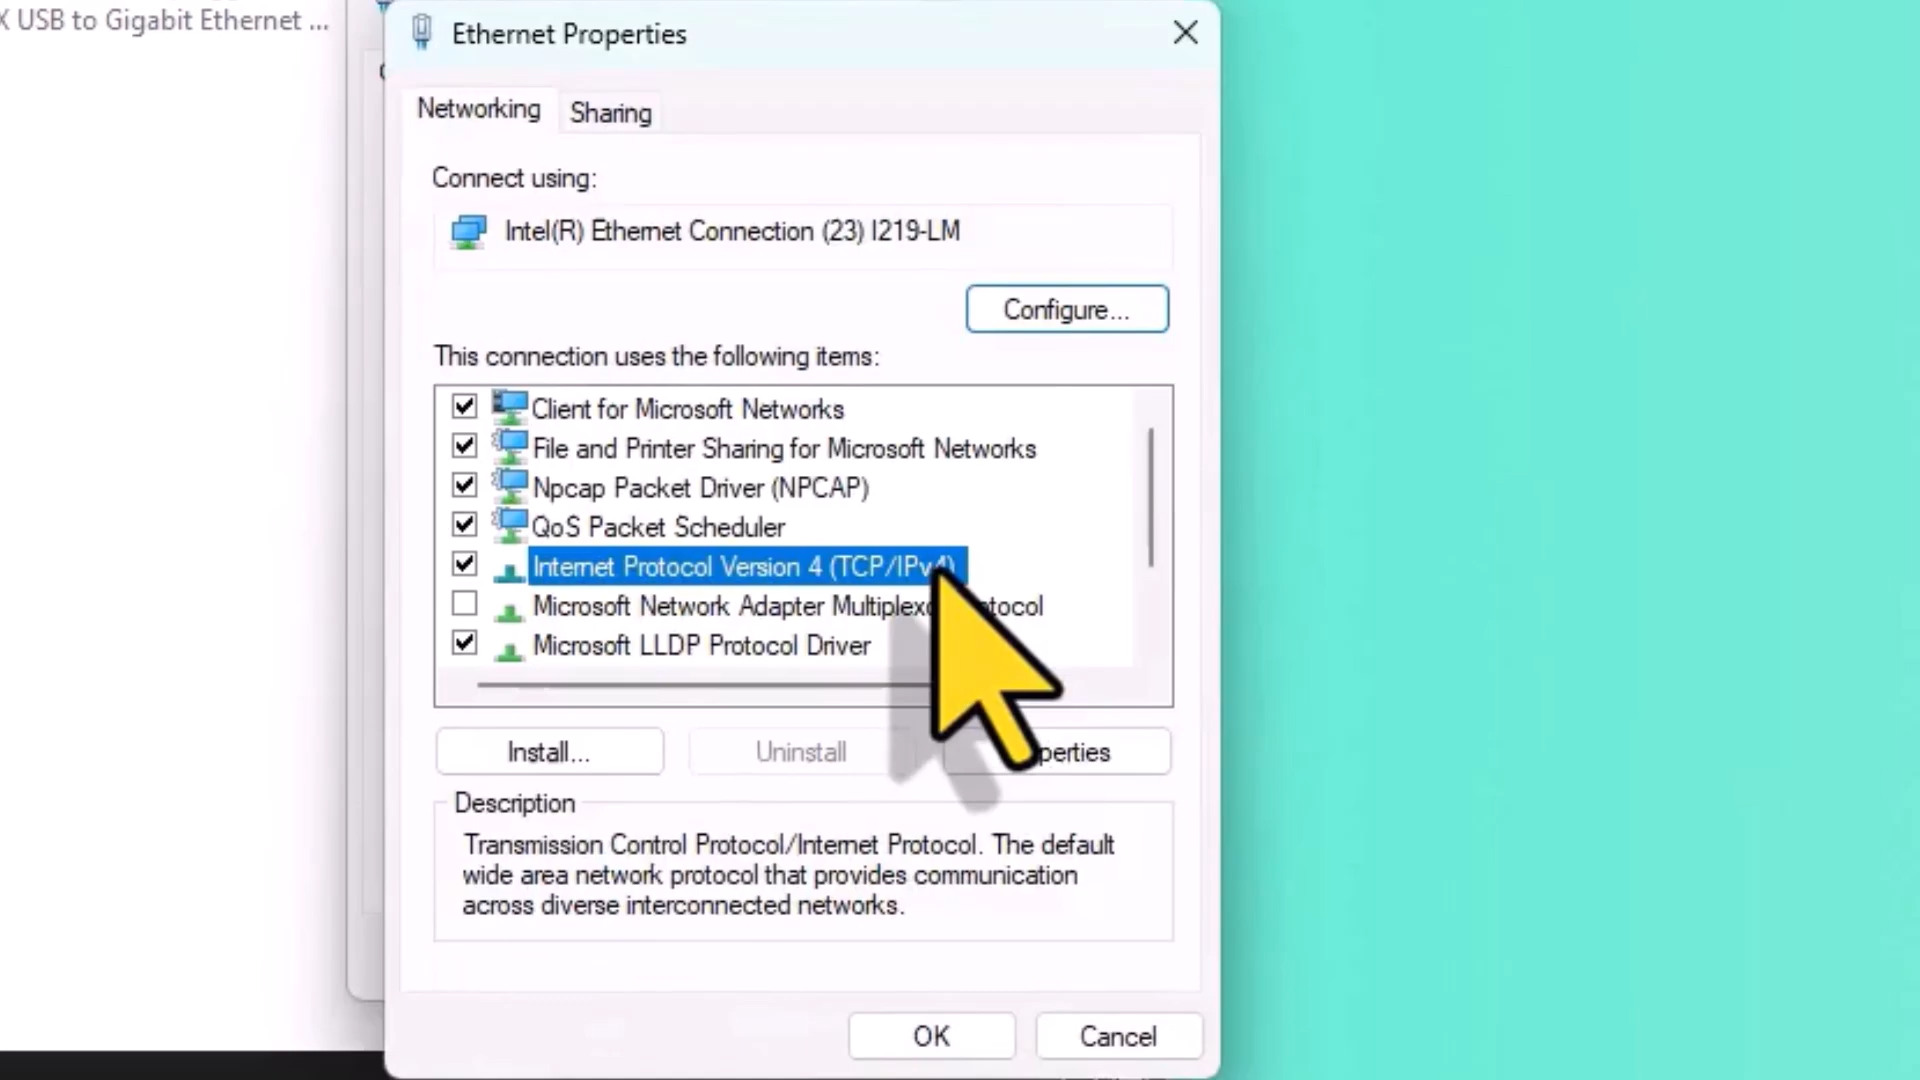 X USB to Gigabit Ethernet ...
Ethernet Properties
Networking
Sharing
Connect using:
Intel(R) Ethernet Connection (23) I219-LM
Configure...
This connection uses the following items:
Client for Microsoft Networks
File and Printer Sharing for Microsoft Networks
Npcap Packet Driver (NPCAP)
QoS Packet Scheduler
Internet Protocol Version 4 (TCP/IPv4)
Microsoft Network Adapter Multiplexo tocol
Microsoft LLDP Protocol Driver
Install...
Uninstall
perties
Description
Transmission Control Protocol/Internet Protocol. The default
wide area network protocol that provides communication
across diverse interconnected networks.
OK
Cancel